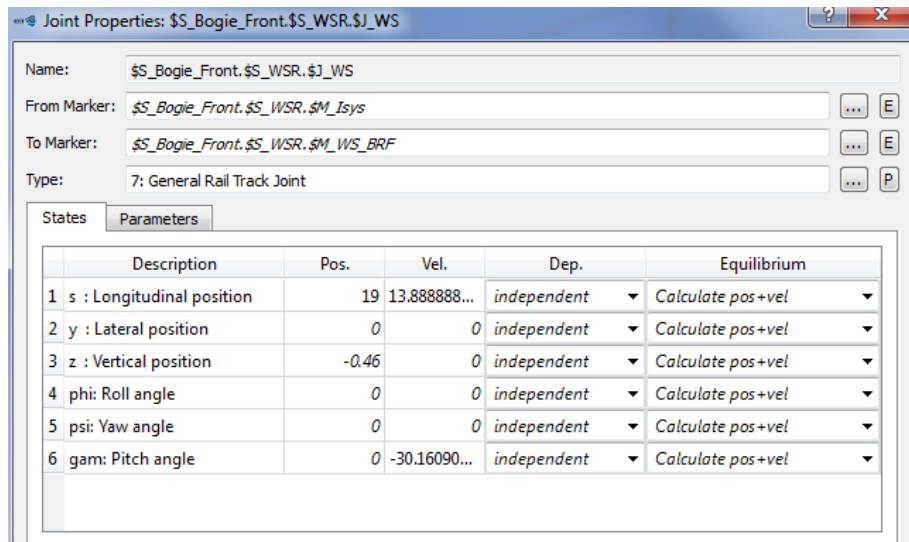 Joint Properties: $S_Bogie_Front.$S_WSR.$J_WS ? X
Name: $S_Bogie_Front.$S_WSR.$J_WS
From Marker: $S_Bogie_Front.$S_WSR.$M_Isys ... E
To Marker: $S_Bogie_Front.$S_WSR.$M_WS_BRF ... E
Type: 7: General Rail Track Joint ... P
States Parameters
Description Pos. Vel. Dep. Equilibrium
1 s : Longitudinal position 19 13.888888... independent Calculate pos+vel
2 y : Lateral position 0 0 independent Calculate pos+vel
3 z : Vertical position -0.46 0 independent Calculate pos+vel
4 phi: Roll angle 0 0 independent Calculate pos+vel
5 psi: Yaw angle 0 0 independent Calculate pos+vel
6 gam: Pitch angle 0 -30.16090... independent Calculate pos+vel